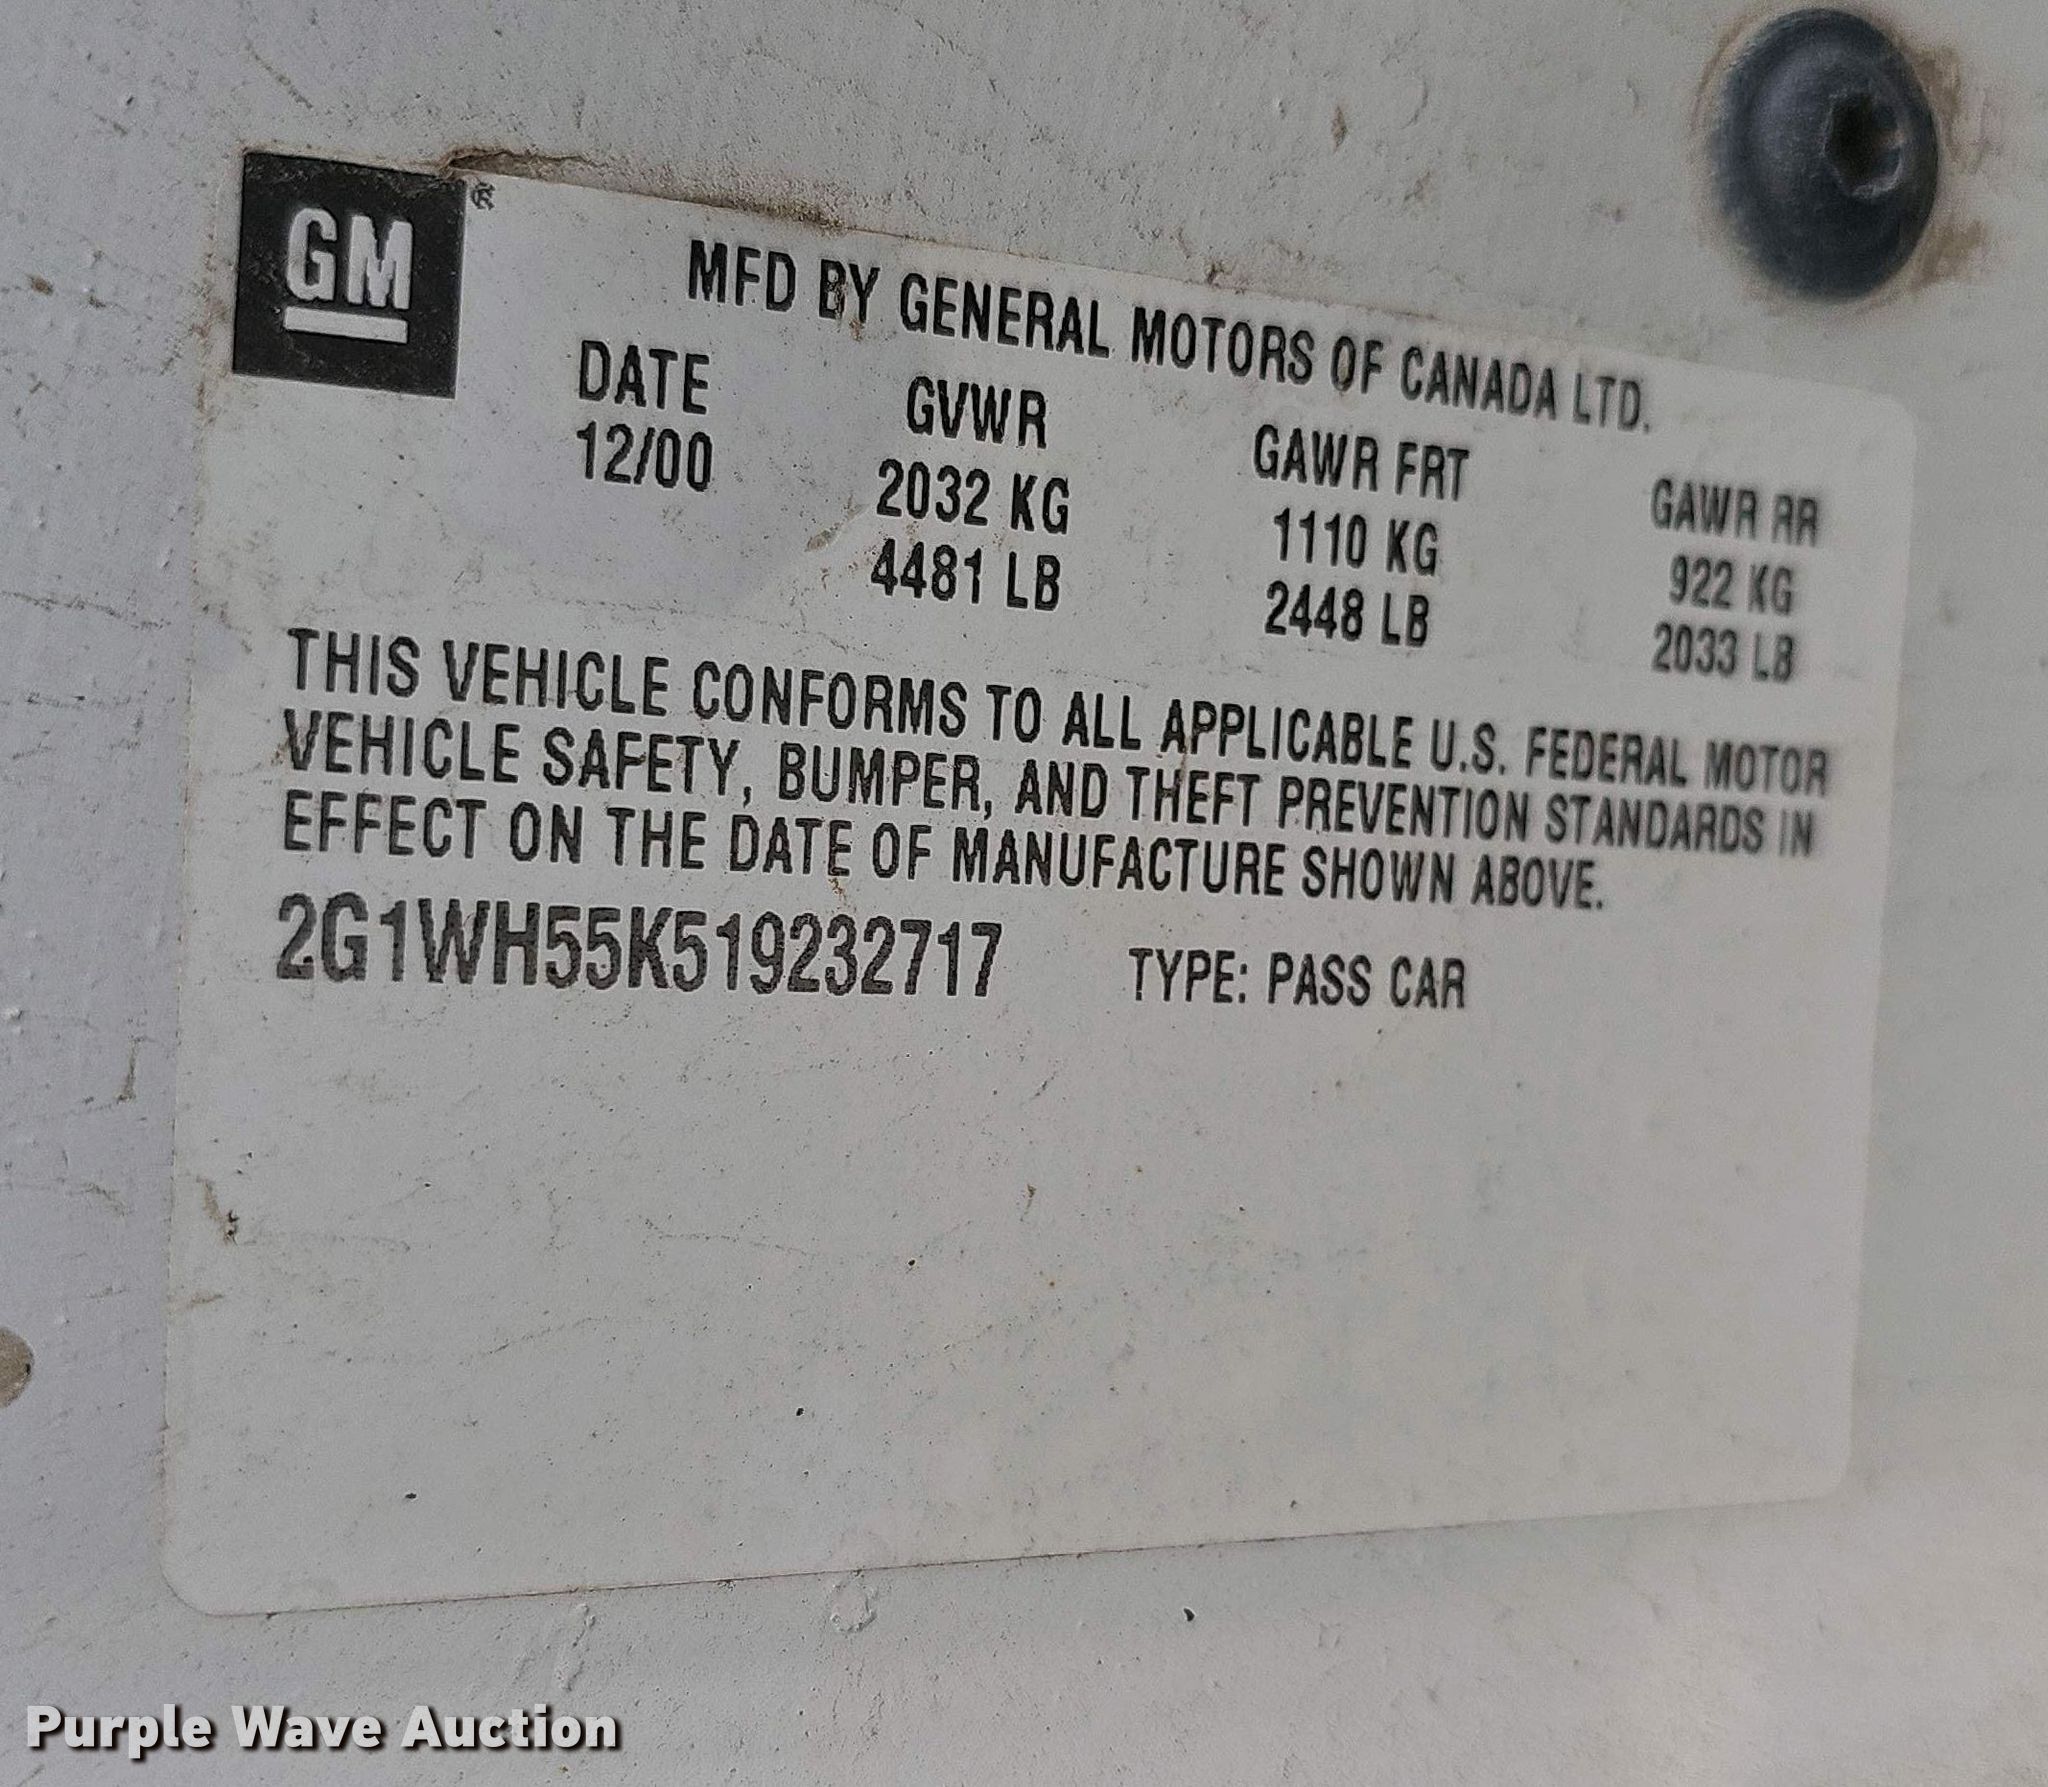 GM ®
MFD BY GENERAL MOTORS OF CANADA LTD.
DATE GVWR GAWR FRT GAWR RR
12/00 2032 KG 1110 KG 922 KG
4481 LB 2448 LB 2033 LB
THIS VEHICLE CONFORMS TO ALL APPLICABLE U.S. FEDERAL MOTOR
VEHICLE SAFETY, BUMPER, AND THEFT PREVENTION STANDARDS IN
EFFECT ON THE DATE OF MANUFACTURE SHOWN ABOVE.
2G1WH55K519232717 TYPE: PASS CAR
Purple Wave Auction